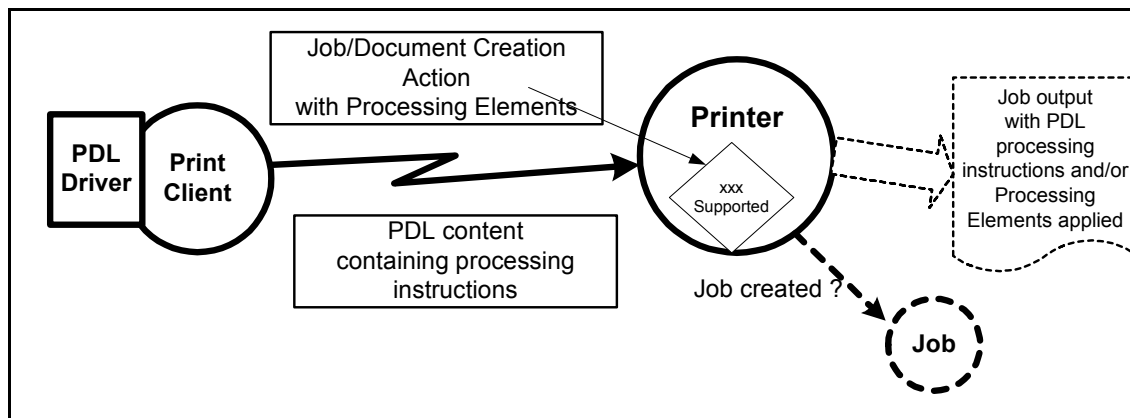 Job/Document Creation
Action
with Processing Elements
PDL
Driver
Print
Client
Printer
xxx
Supported
Job output
with PDL
processing
instructions and/or
Processing
Elements applied
PDL content
containing processing
instructions
Job created ?
Job